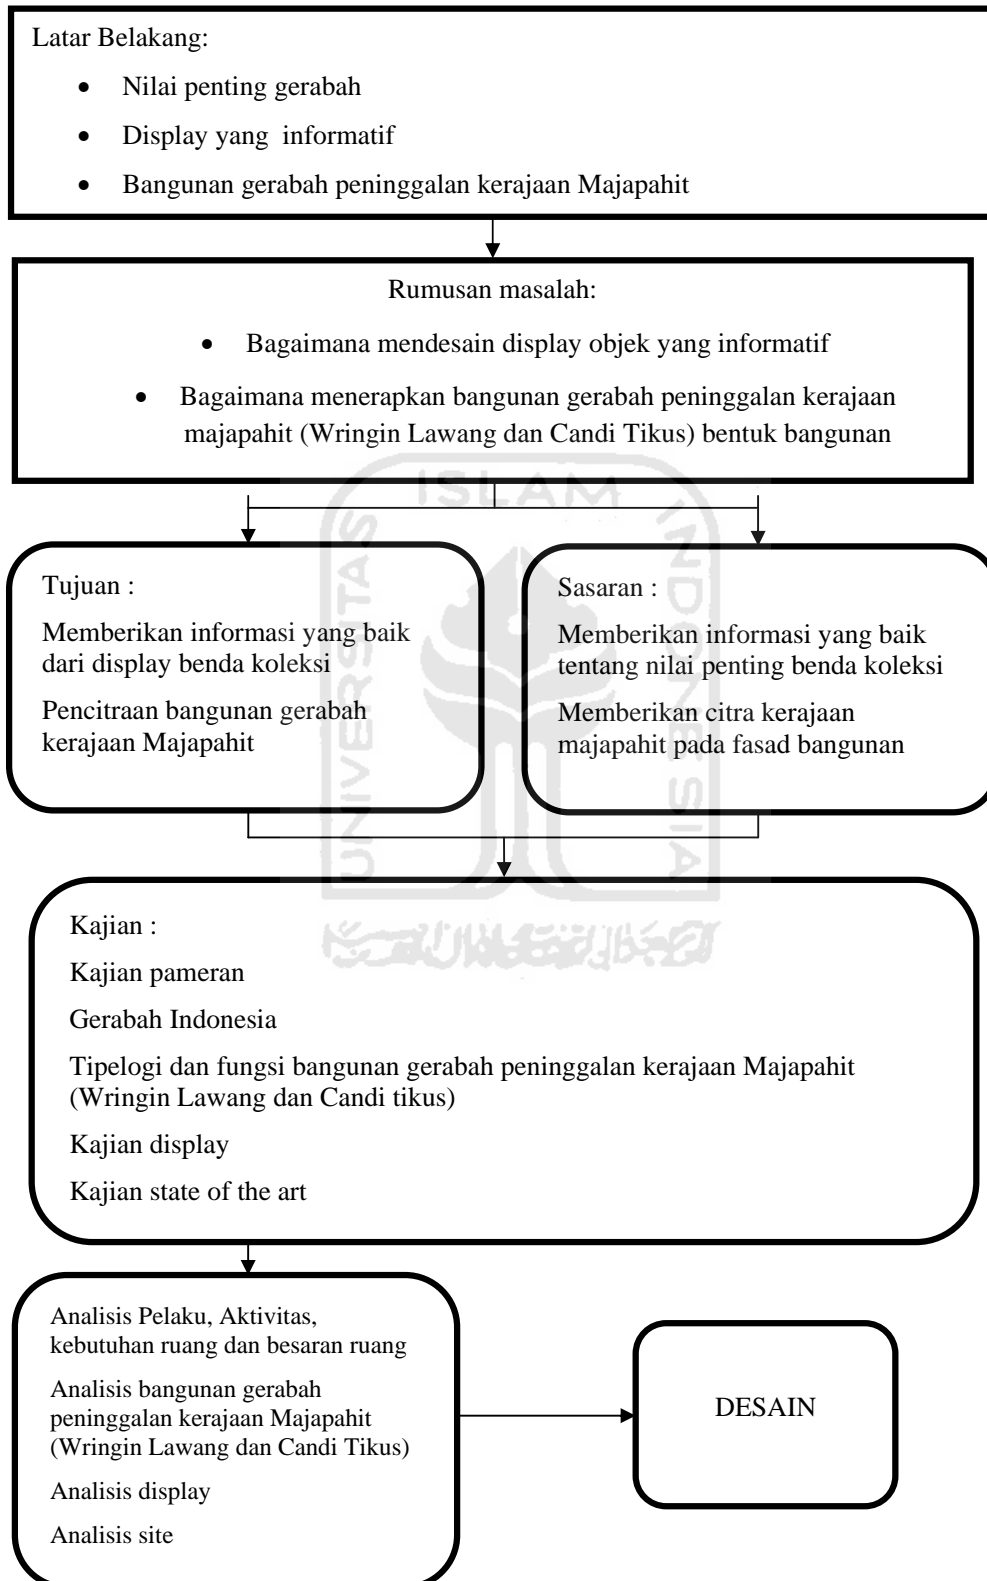 Latar Belakang:
• Nilai penting gerabah
• Display yang  informatif
• Bangunan gerabah peninggalan kerajaan Majapahit
Rumusan masalah:
• Bagaimana mendesain display objek yang informatif
• Bagaimana menerapkan bangunan gerabah peninggalan kerajaan
majapahit (Wringin Lawang dan Candi Tikus) bentuk bangunan
Tujuan :
Memberikan informasi yang baik
dari display benda koleksi
Pencitraan bangunan gerabah
kerajaan Majapahit
Sasaran :
Memberikan informasi yang baik
tentang nilai penting benda koleksi
Memberikan citra kerajaan
majapahit pada fasad bangunan
Kajian :
Kajian pameran
Gerabah Indonesia
Tipelogi dan fungsi bangunan gerabah peninggalan kerajaan Majapahit
(Wringin Lawang dan Candi tikus)
Kajian display
Kajian state of the art
Analisis Pelaku, Aktivitas,
kebutuhan ruang dan besaran ruang
Analisis bangunan gerabah
peninggalan kerajaan Majapahit
(Wringin Lawang dan Candi Tikus)
Analisis display
Analisis site
DESAIN
UNIVERSITAS
ISLAM
INDONESIA